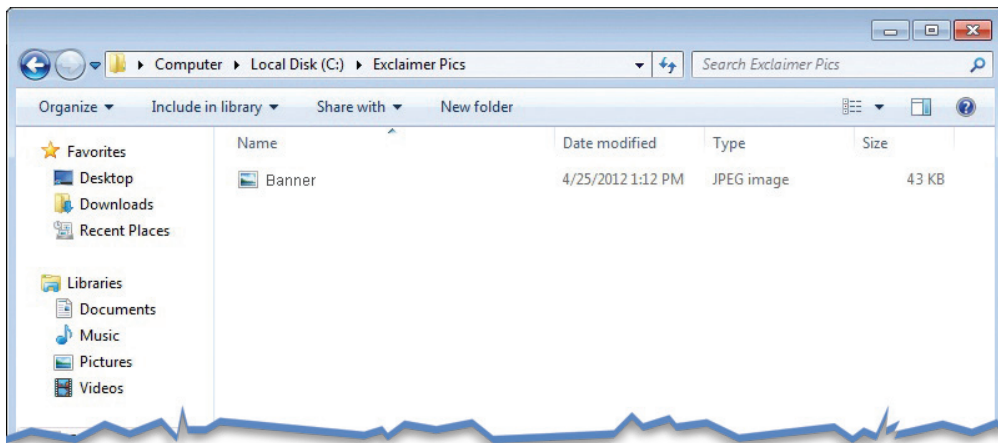 Computer Local Disk (C:) Exclaimer Pics Search Exclaimer Pics
Organize Include in library Share with New folder
Favorites
Desktop
Downloads
Recent Places
Libraries
Documents
Music
Pictures
Videos
Name Date modified Type Size
Banner 4/25/2012 1:12 PM JPEG image 43 KB